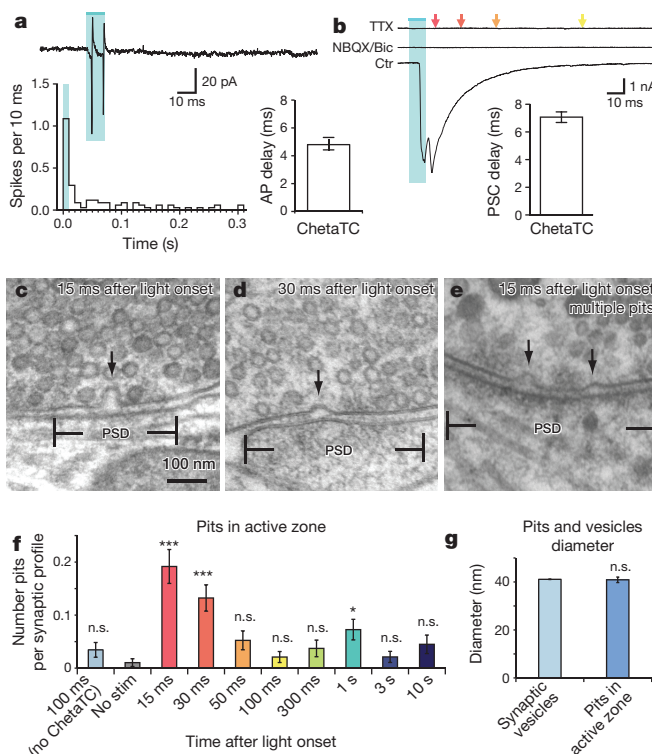 a
20 pA
10 ms
Spikes per 10 ms
1.5
1.0
0.5
0.0
0.0
0.1
0.2
0.3
Time (s)
AP delay (ms)
8
6
4
2
0
ChetaTC
b
TTX
NBQX/Bic
Ctr
1 nA
10 ms
PSC delay (ms)
8
6
4
2
0
ChetaTC
c
15 ms after light onset
PSD
100 nm
d
30 ms after light onset
PSD
e
15 ms after light onset
multiple pits
PSD
f
Pits in active zone
Number pits
per synaptic profile
0.2
0.1
0
n.s.
***
***
n.s.
n.s.
n.s.
*
n.s.
n.s.
100 ms
(no ChetaTC)
No stim
15 ms
30 ms
50 ms
100 ms
300 ms
1 s
3 s
10 s
Time after light onset
g
Pits and vesicles
diameter
Diameter (nm)
40
20
0
n.s.
Synaptic
vesicles
Pits in
active zone